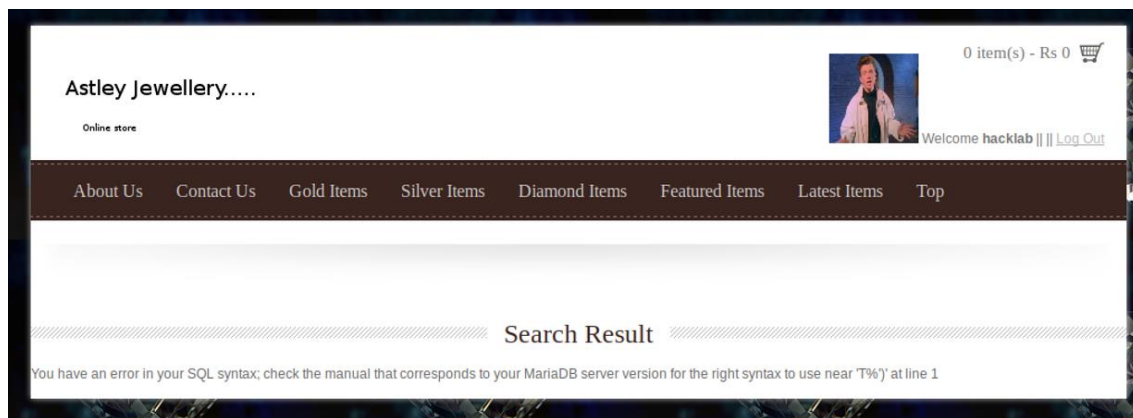 0 item(s) - Rs 0
Astley Jewellery.....
Online store
Welcome hacklab || || Log Out
About Us Contact Us Gold Items Silver Items Diamond Items Featured Items Latest Items Top
Search Result
You have an error in your SQL syntax; check the manual that corresponds to your MariaDB server version for the right syntax to use near 'T%')' at line 1